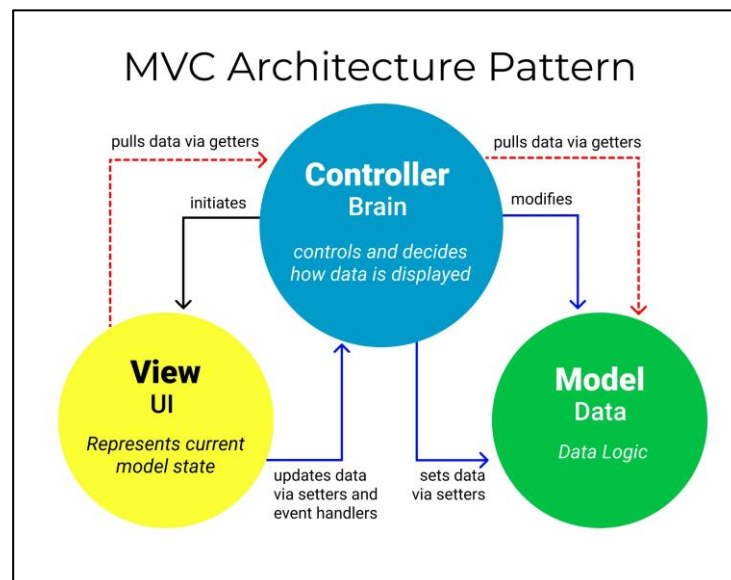 MVC Architecture Pattern
pulls data via getters
pulls data via getters
Controller
Brain
initiates
modifies
controls and decides
how data is displayed
View
UI
Represents current
model state
Model
Data
Data Logic
updates data
via setters and
event handlers
sets data
via setters